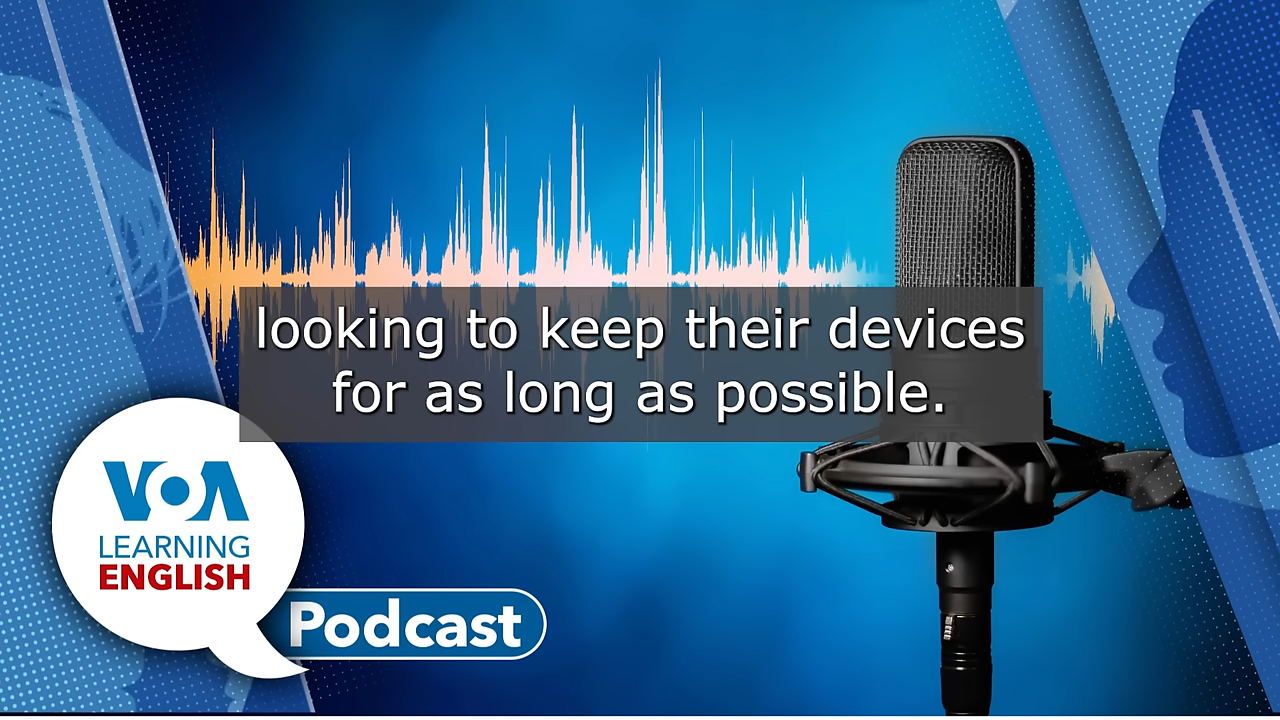 looking to keep their devices
for as long as possible.
VOA
LEARNING
ENGLISH
Podcast